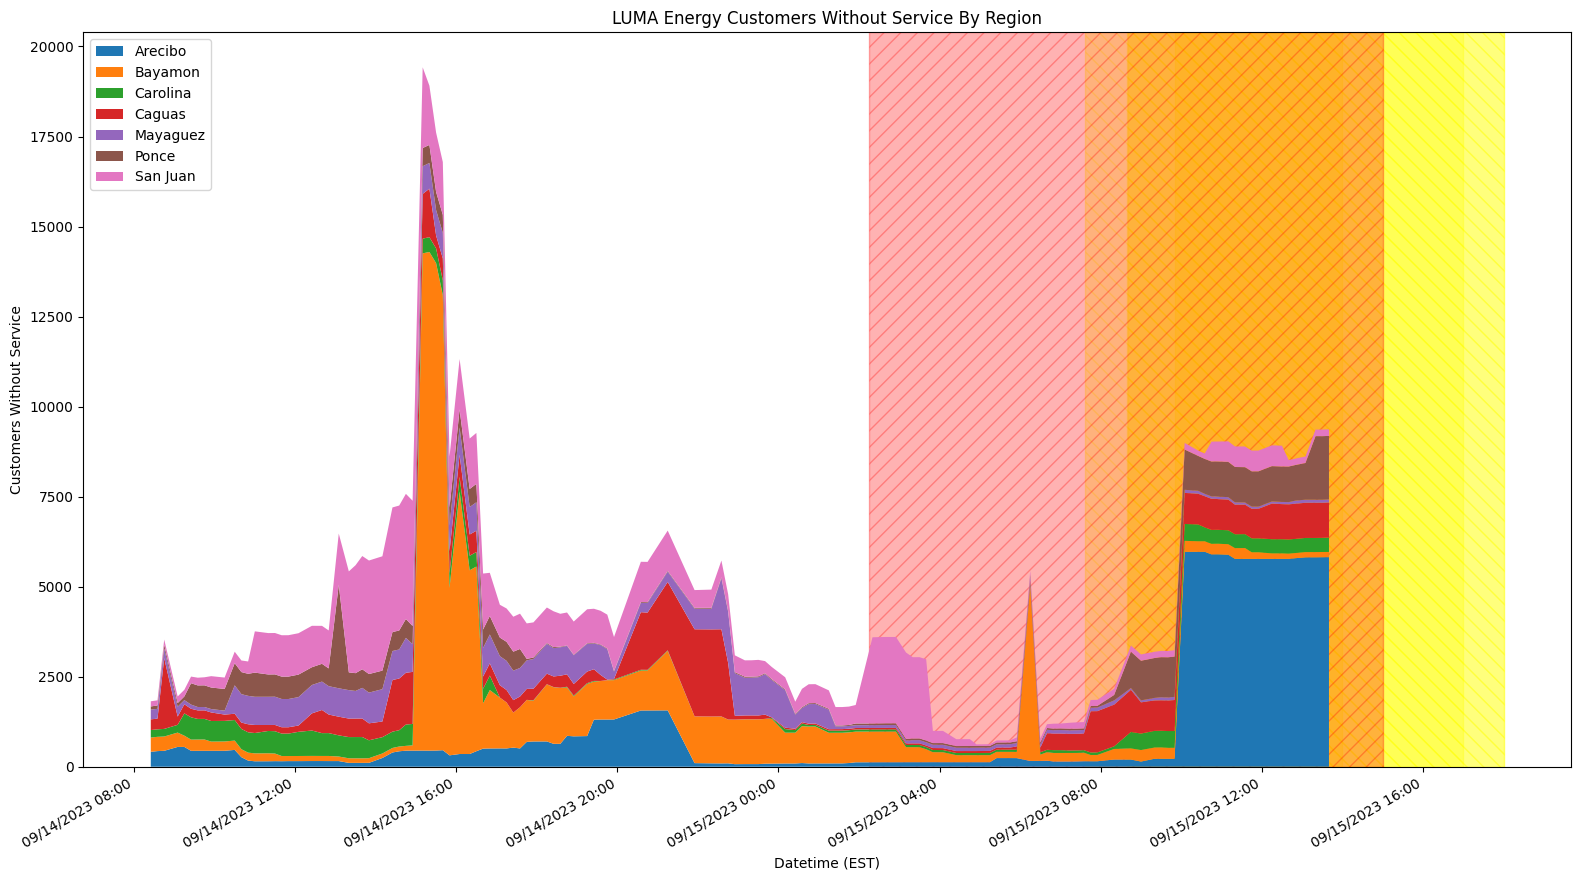 LUMA Energy Customers Without Service By Region
Arecibo
Bayamon
Carolina
Caguas
Mayaguez
Ponce
San Juan
Customers Without Service
20000
17500
15000
12500
10000
7500
5000
2500
0
09/14/2023 08:00
09/14/2023 12:00
09/14/2023 16:00
09/14/2023 20:00
09/15/2023 00:00
09/15/2023 04:00
09/15/2023 08:00
09/15/2023 12:00
09/15/2023 16:00
Datetime (EST)